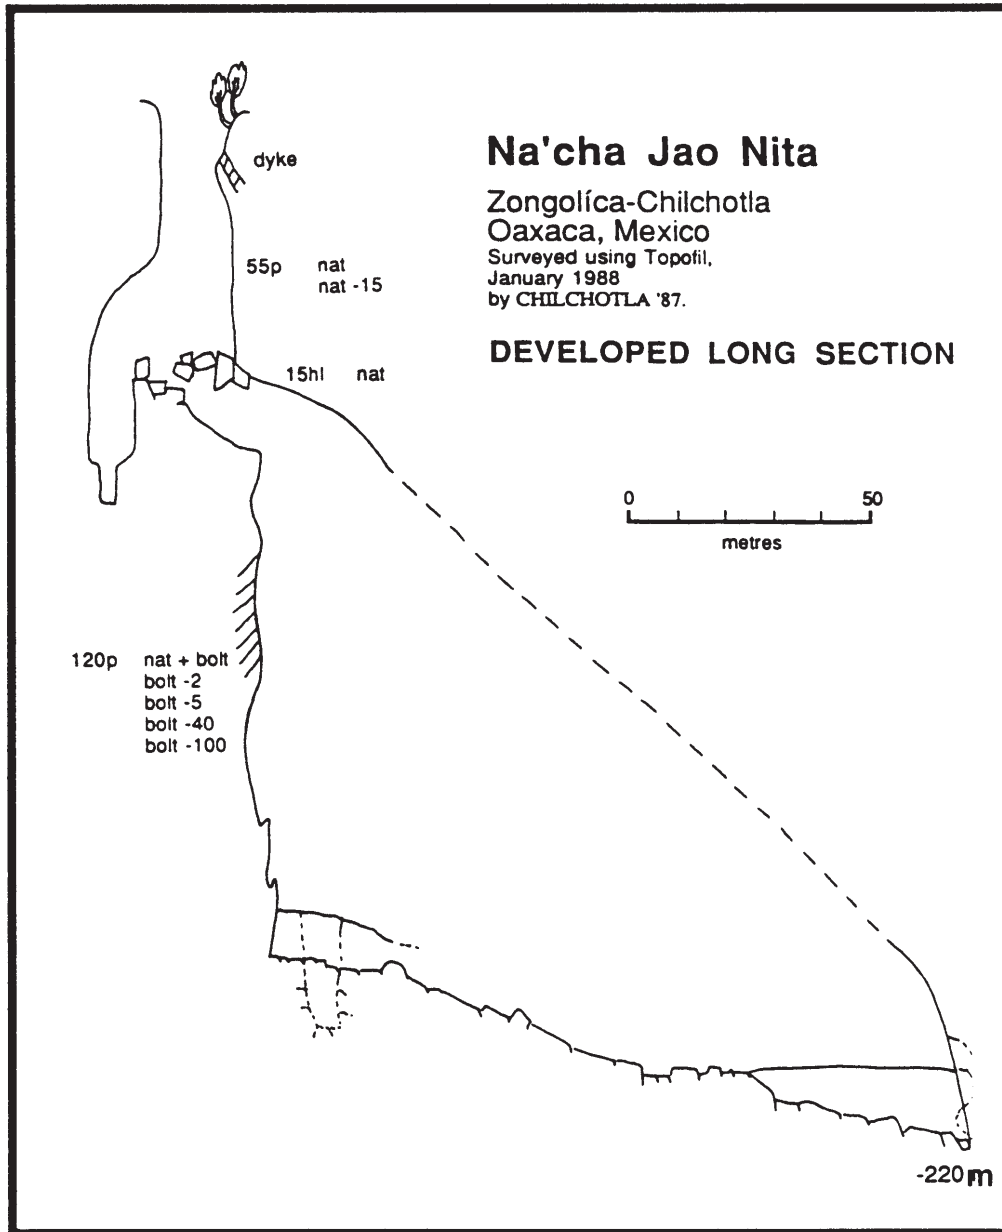 Na'cha Jao Nita
Zongolíca-Chilchotla
Oaxaca, Mexico
Surveyed using Topofil,
January 1988
by CHILCHOTLA '87.
DEVELOPED LONG SECTION
dyke
55p nat
nat -15
15hl nat
0 50
metres
120p nat + bolt
bolt -2
bolt -5
bolt -40
bolt -100
-220m